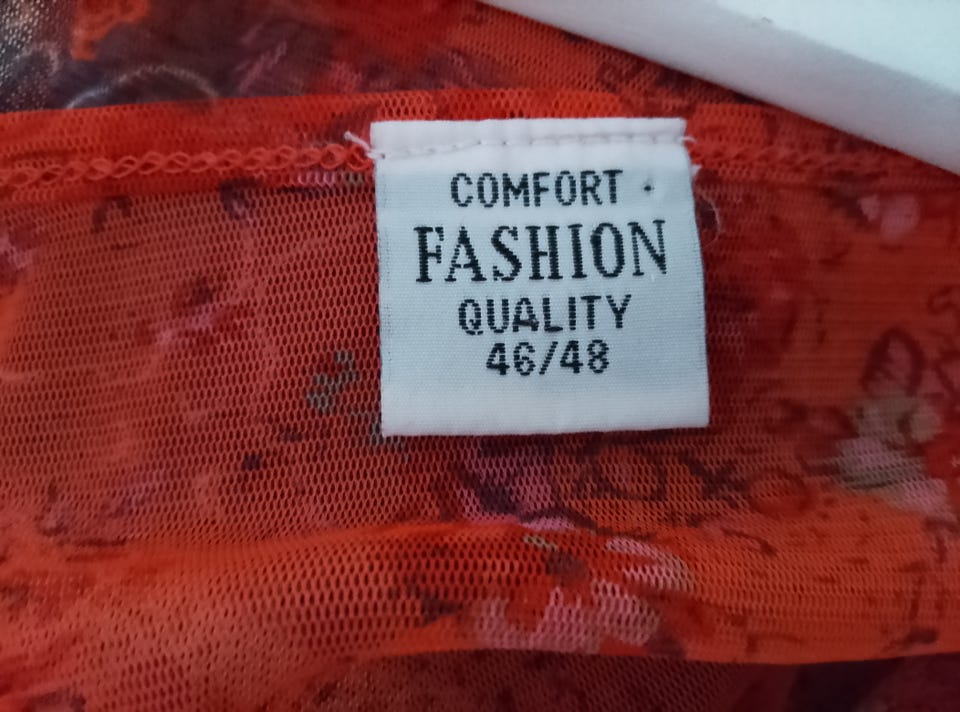 COMFORT ·
FASHION
QUALITY
46/48